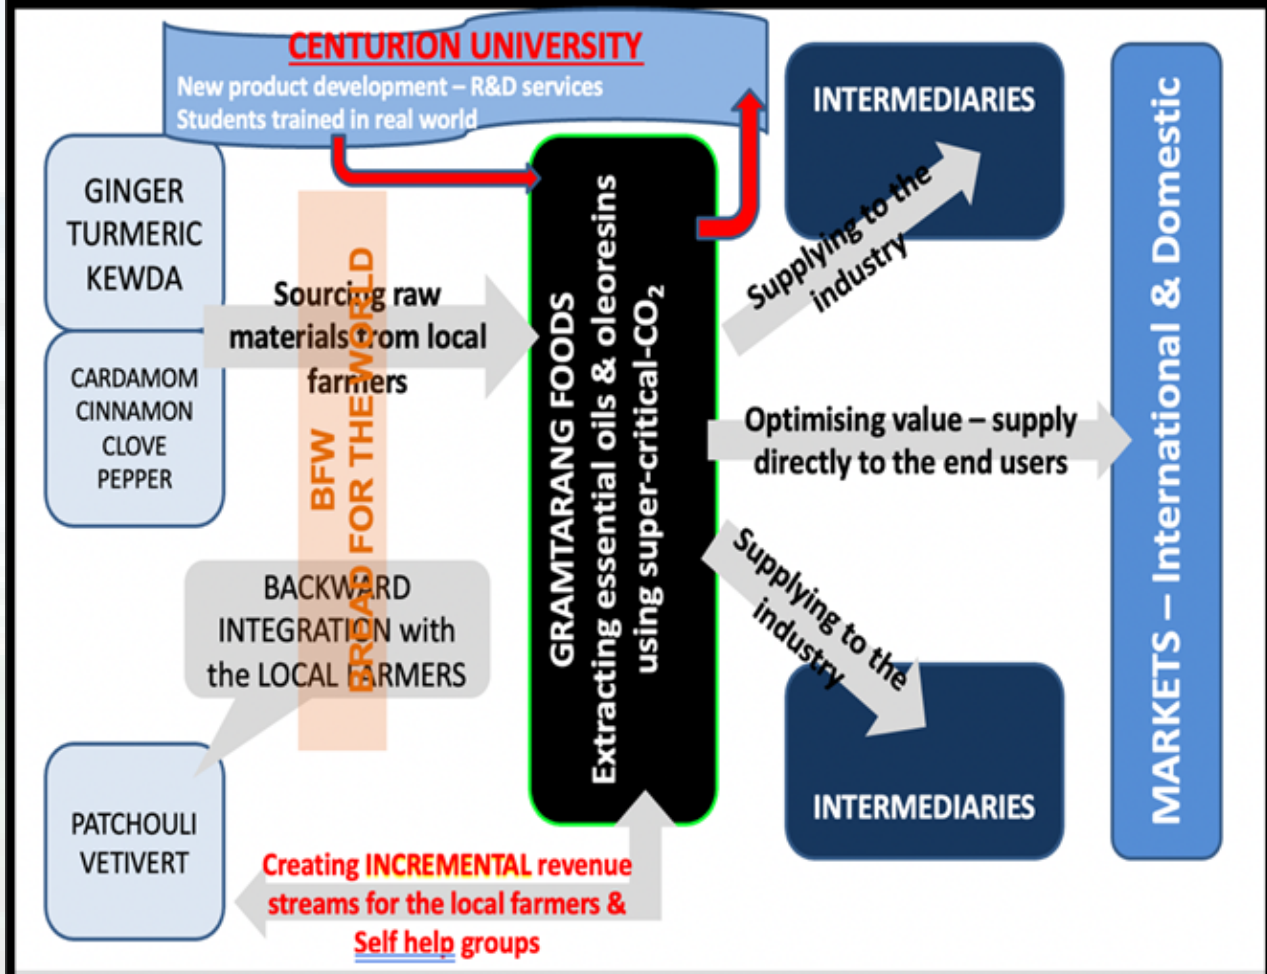 CENTURION UNIVERSITY
New product development – R&D services
Students trained in real world
GINGER
TURMERIC
KEWDA
CARDAMOM
CINNAMON
CLOVE
PEPPER
Sourcing raw
materials from local
farmers
BFW
BREAD FOR THE WORLD
BACKWARD
INTEGRATION with
the LOCAL FARMERS
PATCHOULI
VETIVERT
Creating INCREMENTAL revenue
streams for the local farmers &
Self help groups
GRAMTARANG FOODS
Extracting essential oils & oleoresins
using super-critical-CO₂
INTERMEDIARIES
Supplying to the
industry
Optimising value – supply
directly to the end users
Supplying to the
industry
INTERMEDIARIES
MARKETS – International & Domestic